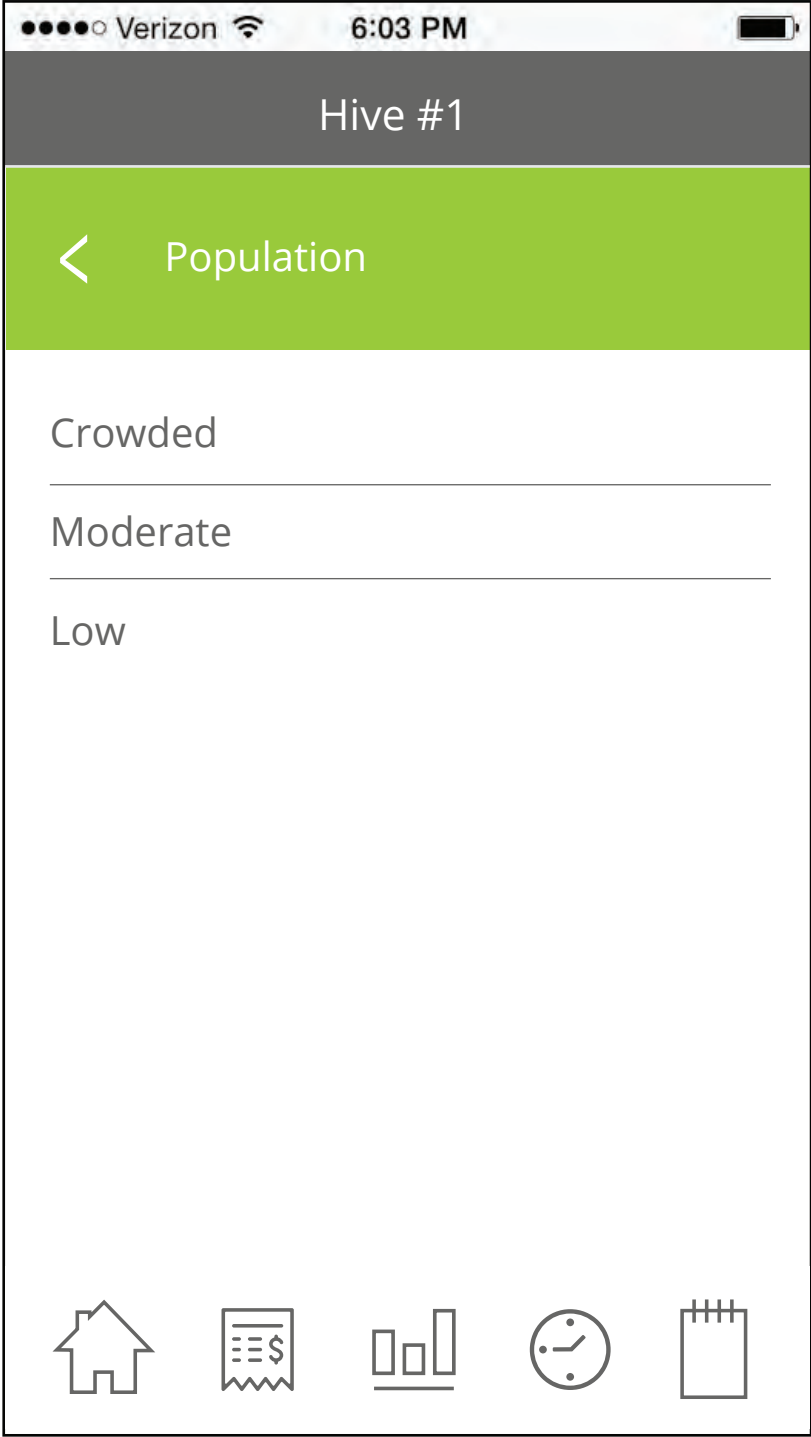 Verizon 6:03 PM
Hive #1
Population
Crowded
Moderate
Low
$